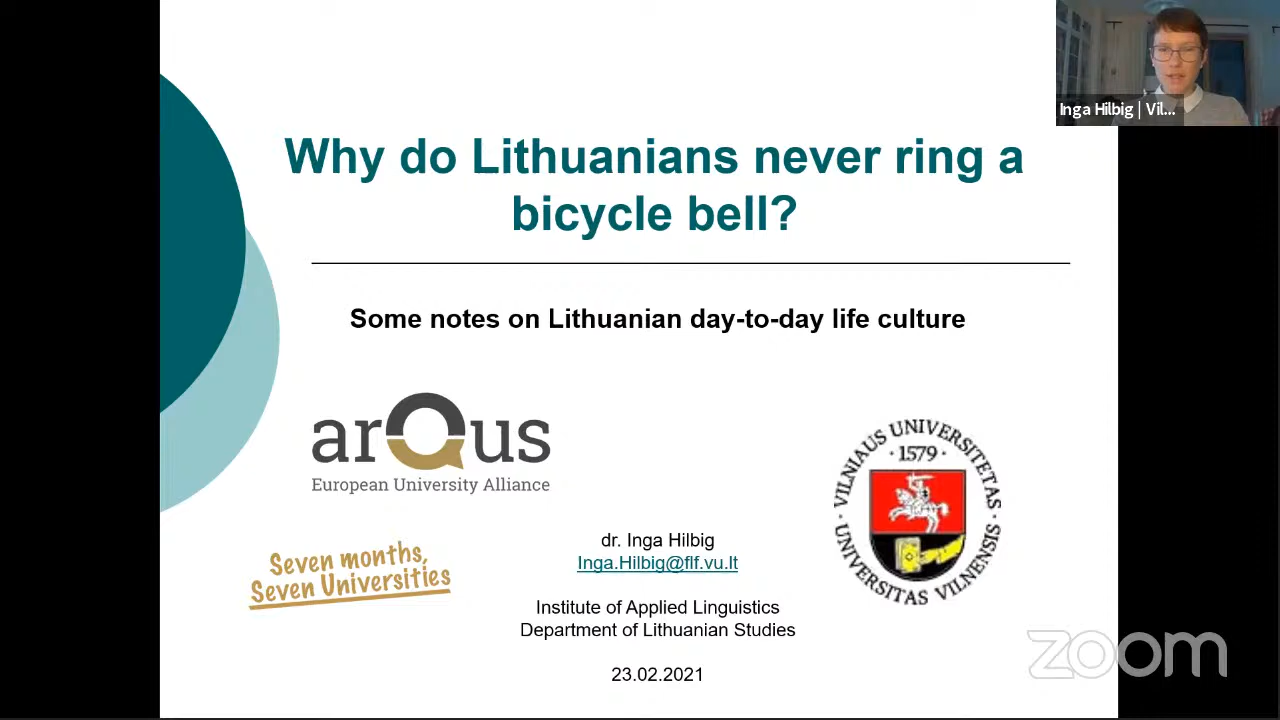 Inga Hilbig | Vil...
Why do Lithuanians never ring a
bicycle bell?
Some notes on Lithuanian day-to-day life culture
arQus
European University Alliance
VILNIAUS UNIVERSITETAS
· 1579 ·
UNIVERSITAS VILNENSIS
Seven months,
Seven Universities
dr. Inga Hilbig
Inga.Hilbig@flf.vu.lt
Institute of Applied Linguistics
Department of Lithuanian Studies
23.02.2021
zoom